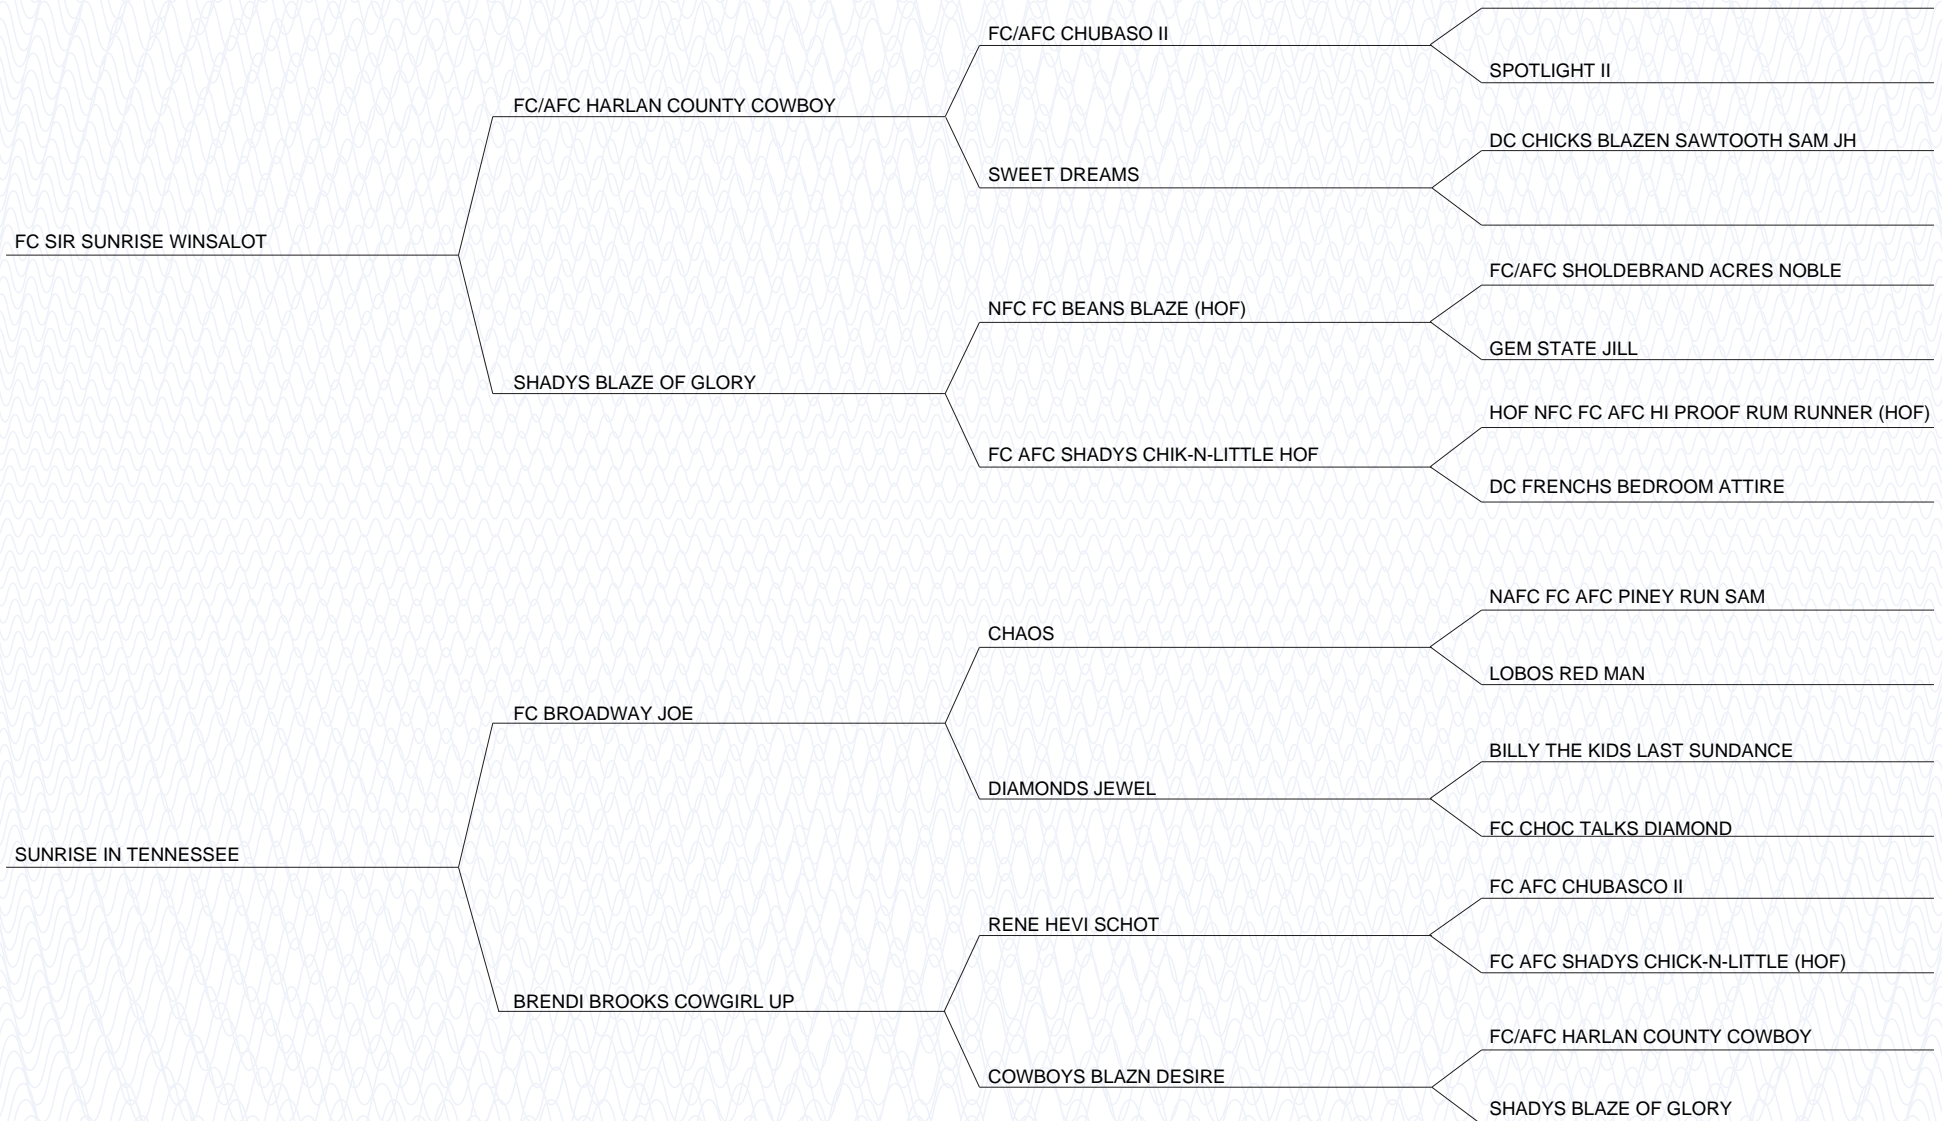 FC/AFC CHUBASO II
SPOTLIGHT II
FC/AFC HARLAN COUNTY COWBOY
DC CHICKS BLAZEN SAWTOOTH SAM JH
SWEET DREAMS
FC SIR SUNRISE WINSALOT
FC/AFC SHOLDEBRAND ACRES NOBLE
NFC FC BEANS BLAZE (HOF)
GEM STATE JILL
SHADYS BLAZE OF GLORY
HOF NFC FC AFC HI PROOF RUM RUNNER (HOF)
FC AFC SHADYS CHIK-N-LITTLE HOF
DC FRENCHS BEDROOM ATTIRE
NAFC FC AFC PINEY RUN SAM
CHAOS
LOBOS RED MAN
FC BROADWAY JOE
BILLY THE KIDS LAST SUNDANCE
DIAMONDS JEWEL
FC CHOC TALKS DIAMOND
SUNRISE IN TENNESSEE
FC AFC CHUBASCO II
RENE HEVI SCHOT
FC AFC SHADYS CHICK-N-LITTLE (HOF)
BRENDI BROOKS COWGIRL UP
FC/AFC HARLAN COUNTY COWBOY
COWBOYS BLAZN DESIRE
SHADYS BLAZE OF GLORY